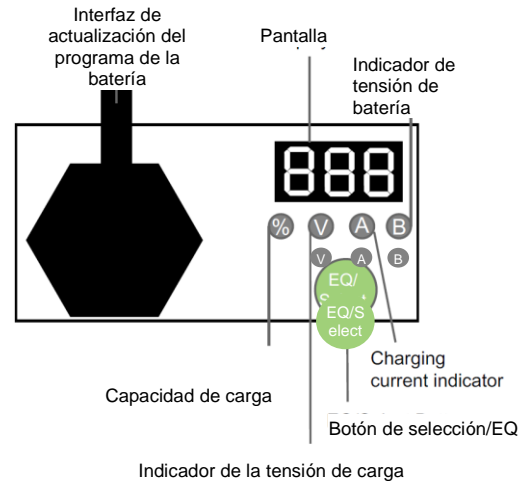 Interfaz de
actualización del
programa de la
batería
Pantalla
Indicador de
tensión de
batería
888
% V A B
V A B
EQ/
EQ/S
elect
Charging
current indicator
Capacidad de carga
Botón de selección/EQ
Indicador de la tensión de carga